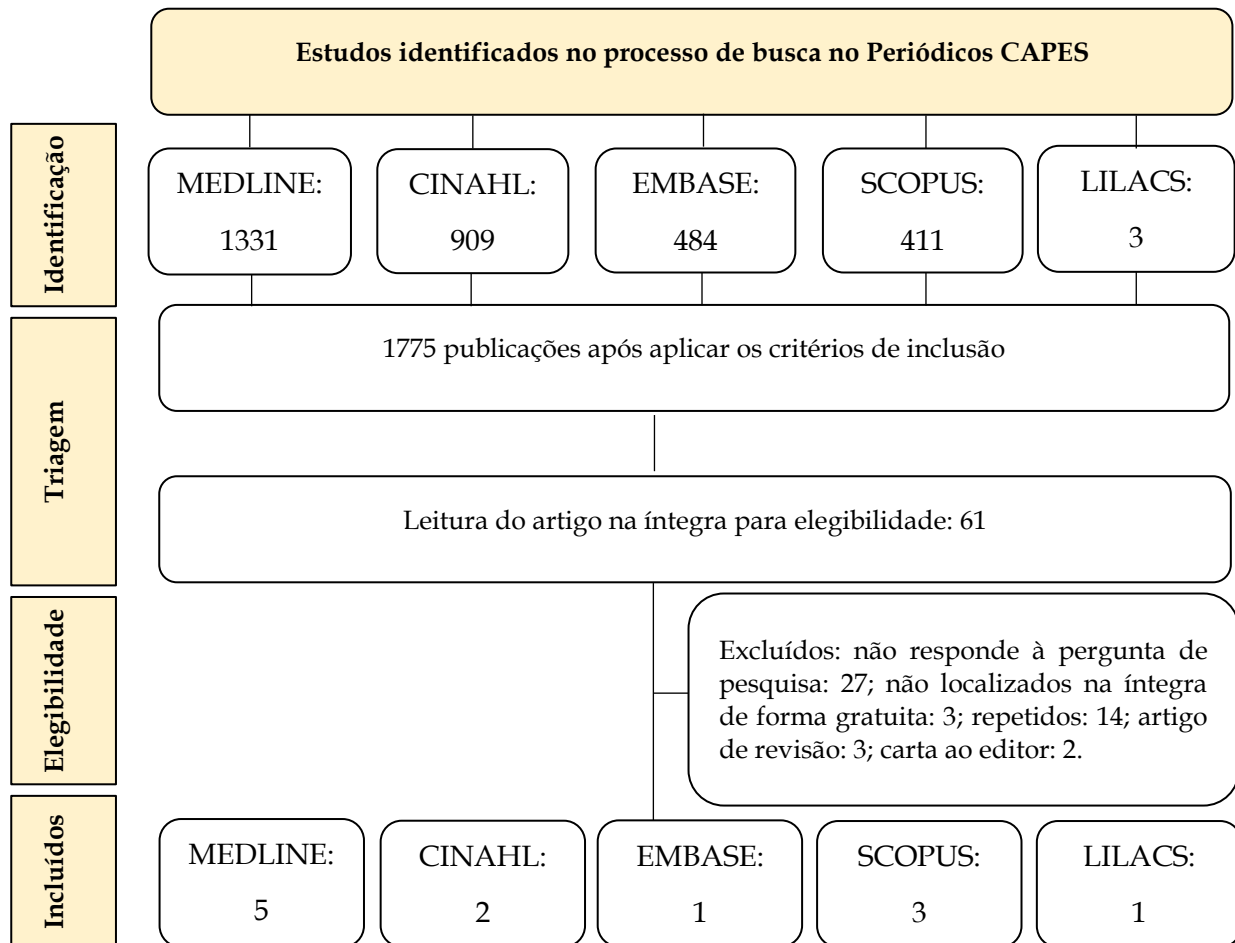 Estudos identificados no processo de busca no Periódicos CAPES
Identificação
MEDLINE:
1331
CINAHL:
909
EMBASE:
484
SCOPUS:
411
LILACS:
3
Triagem
1775 publicações após aplicar os critérios de inclusão
Leitura do artigo na íntegra para elegibilidade: 61
Elegibilidade
Excluídos: não responde à pergunta de
pesquisa: 27; não localizados na íntegra
de forma gratuita: 3; repetidos: 14; artigo
de revisão: 3; carta ao editor: 2.
Incluídos
MEDLINE:
5
CINAHL:
2
EMBASE:
1
SCOPUS:
3
LILACS:
1